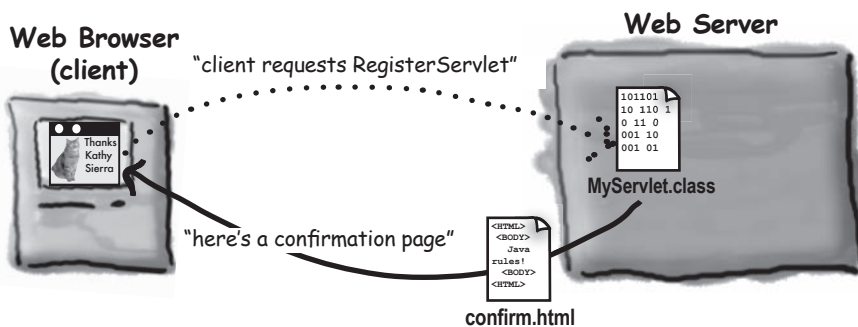 Web Browser
(client)
Web Server
“client requests RegisterServlet”
101101
10 110 1
0 11 0
001 10
001 01
MyServlet.class
Thanks
Kathy
Sierra
“here’s a confirmation page”
<HTML>
<BODY>
Java
rules!
<BODY>
<HTML>
confirm.html